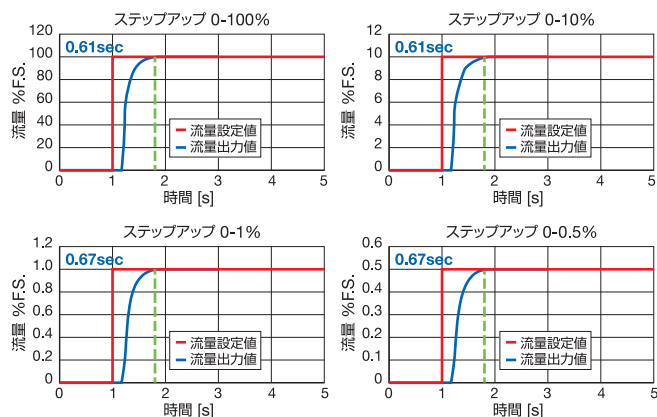 ステップアップ 0-100%
0.61sec
120
100
80
60
40
20
0
流量 %F.S.
流量設定値
流量出力値
0 1 2 3 4 5
時間 [s]
ステップアップ 0-10%
0.61sec
12
10
8
6
4
2
0
流量 %F.S.
流量設定値
流量出力値
0 1 2 3 4 5
時間 [s]
ステップアップ 0-1%
0.67sec
1.2
1.0
0.8
0.6
0.4
0.2
0
流量 %F.S.
流量設定値
流量出力値
0 1 2 3 4 5
時間 [s]
ステップアップ 0-0.5%
0.67sec
0.6
0.5
0.4
0.3
0.2
0.1
0
流量 %F.S.
流量設定値
流量出力値
0 1 2 3 4 5
時間 [s]